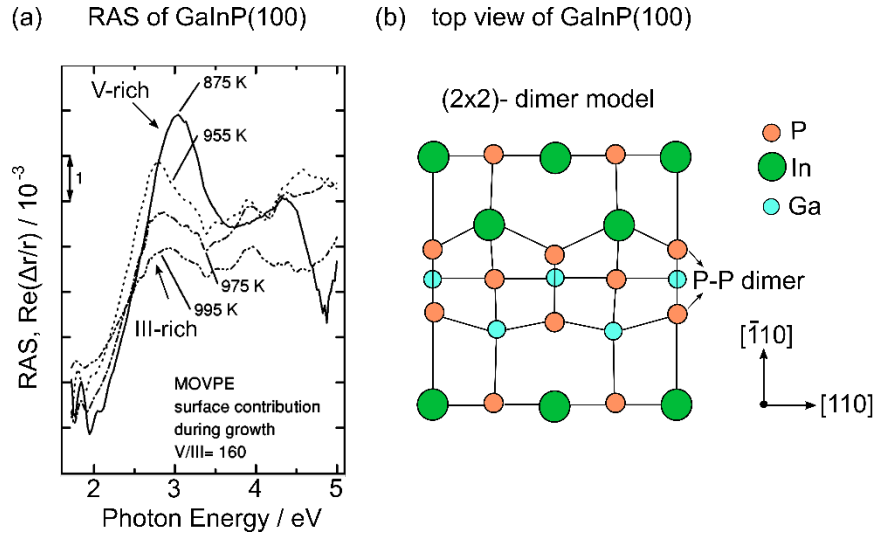 (a) RAS of GaInP(100)
RAS, Re(Δr/r) / 10⁻³
1
V-rich
875 K
955 K
975 K
995 K
III-rich
MOVPE
surface contribution
during growth
V/III= 160
2 3 4 5
Photon Energy / eV
(b) top view of GaInP(100)
(2x2)- dimer model
P
In
Ga
P-P dimer
[1̄10]
[110]